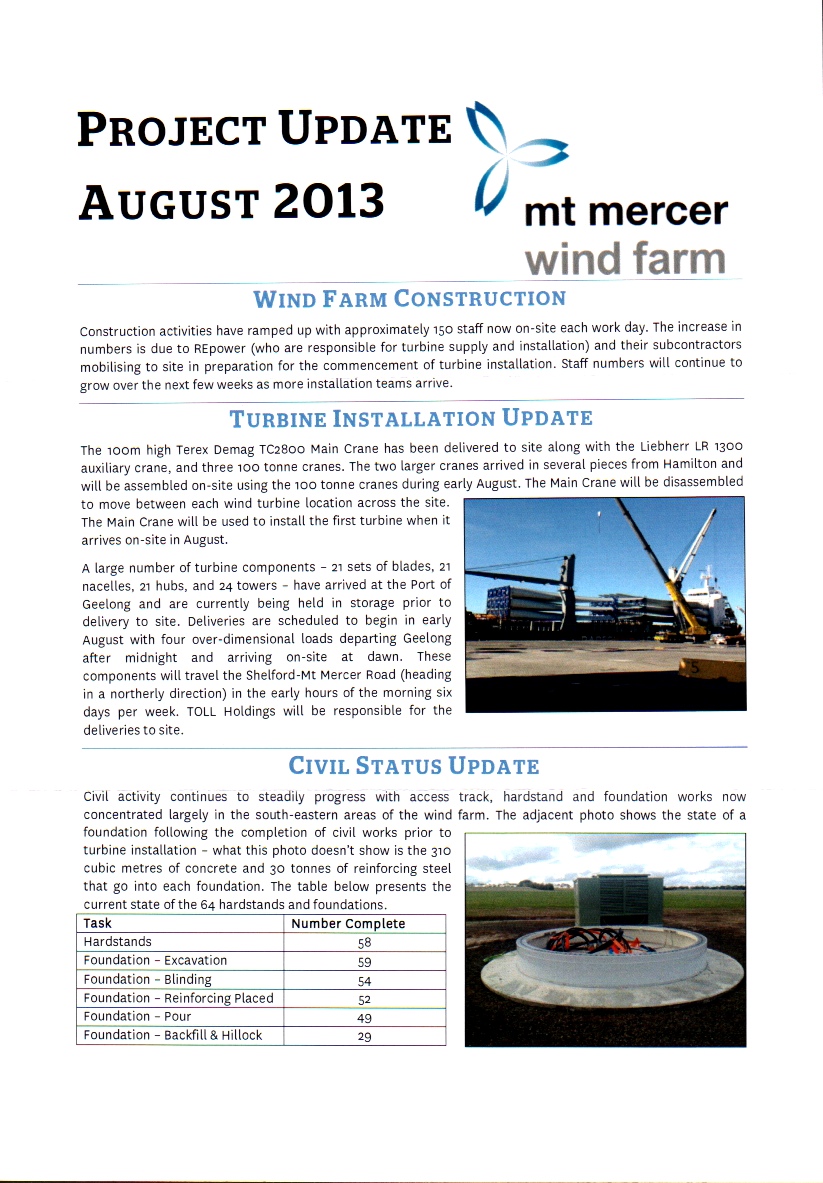 PROJECT UPDATE
AUGUST 2013
mt mercer
wind farm
WIND FARM CONSTRUCTION
Construction activities have ramped up with approximately 150 staff now on-site each work day. The increase in
numbers is due to REpower (who are responsible for turbine supply and installation) and their subcontractors
mobilising to site in preparation for the commencement of turbine installation. Staff numbers will continue to
grow over the next few weeks as more installation teams arrive.
TURBINE INSTALLATION UPDATE
The 100m high Terex Demag TC2800 Main Crane has been delivered to site along with the Liebherr LR 1300
auxiliary crane, and three 100 tonne cranes. The two larger cranes arrived in several pieces from Hamilton and
will be assembled on-site using the 100 tonne cranes during early August. The Main Crane will be disassembled
to move between each wind turbine location across the site.
The Main Crane will be used to install the first turbine when it
arrives on-site in August.
A large number of turbine components – 21 sets of blades, 21
nacelles, 21 hubs, and 24 towers – have arrived at the Port of
Geelong and are currently being held in storage prior to
delivery to site. Deliveries are scheduled to begin in early
August with four over-dimensional loads departing Geelong
after midnight and arriving on-site at dawn. These
components will travel the Shelford-Mt Mercer Road (heading
in a northerly direction) in the early hours of the morning six
days per week. TOLL Holdings will be responsible for the
deliveries to site.
5
CIVIL STATUS UPDATE
Civil activity continues to steadily progress with access track, hardstand and foundation works now
concentrated largely in the south-eastern areas of the wind farm. The adjacent photo shows the state of a
foundation following the completion of civil works prior to
turbine installation – what this photo doesn't show is the 310
cubic metres of concrete and 30 tonnes of reinforcing steel
that go into each foundation. The table below presents the
current state of the 64 hardstands and foundations.
Task Number Complete
Hardstands 58
Foundation – Excavation 59
Foundation – Blinding 54
Foundation – Reinforcing Placed 52
Foundation – Pour 49
Foundation – Backfill & Hillock 29